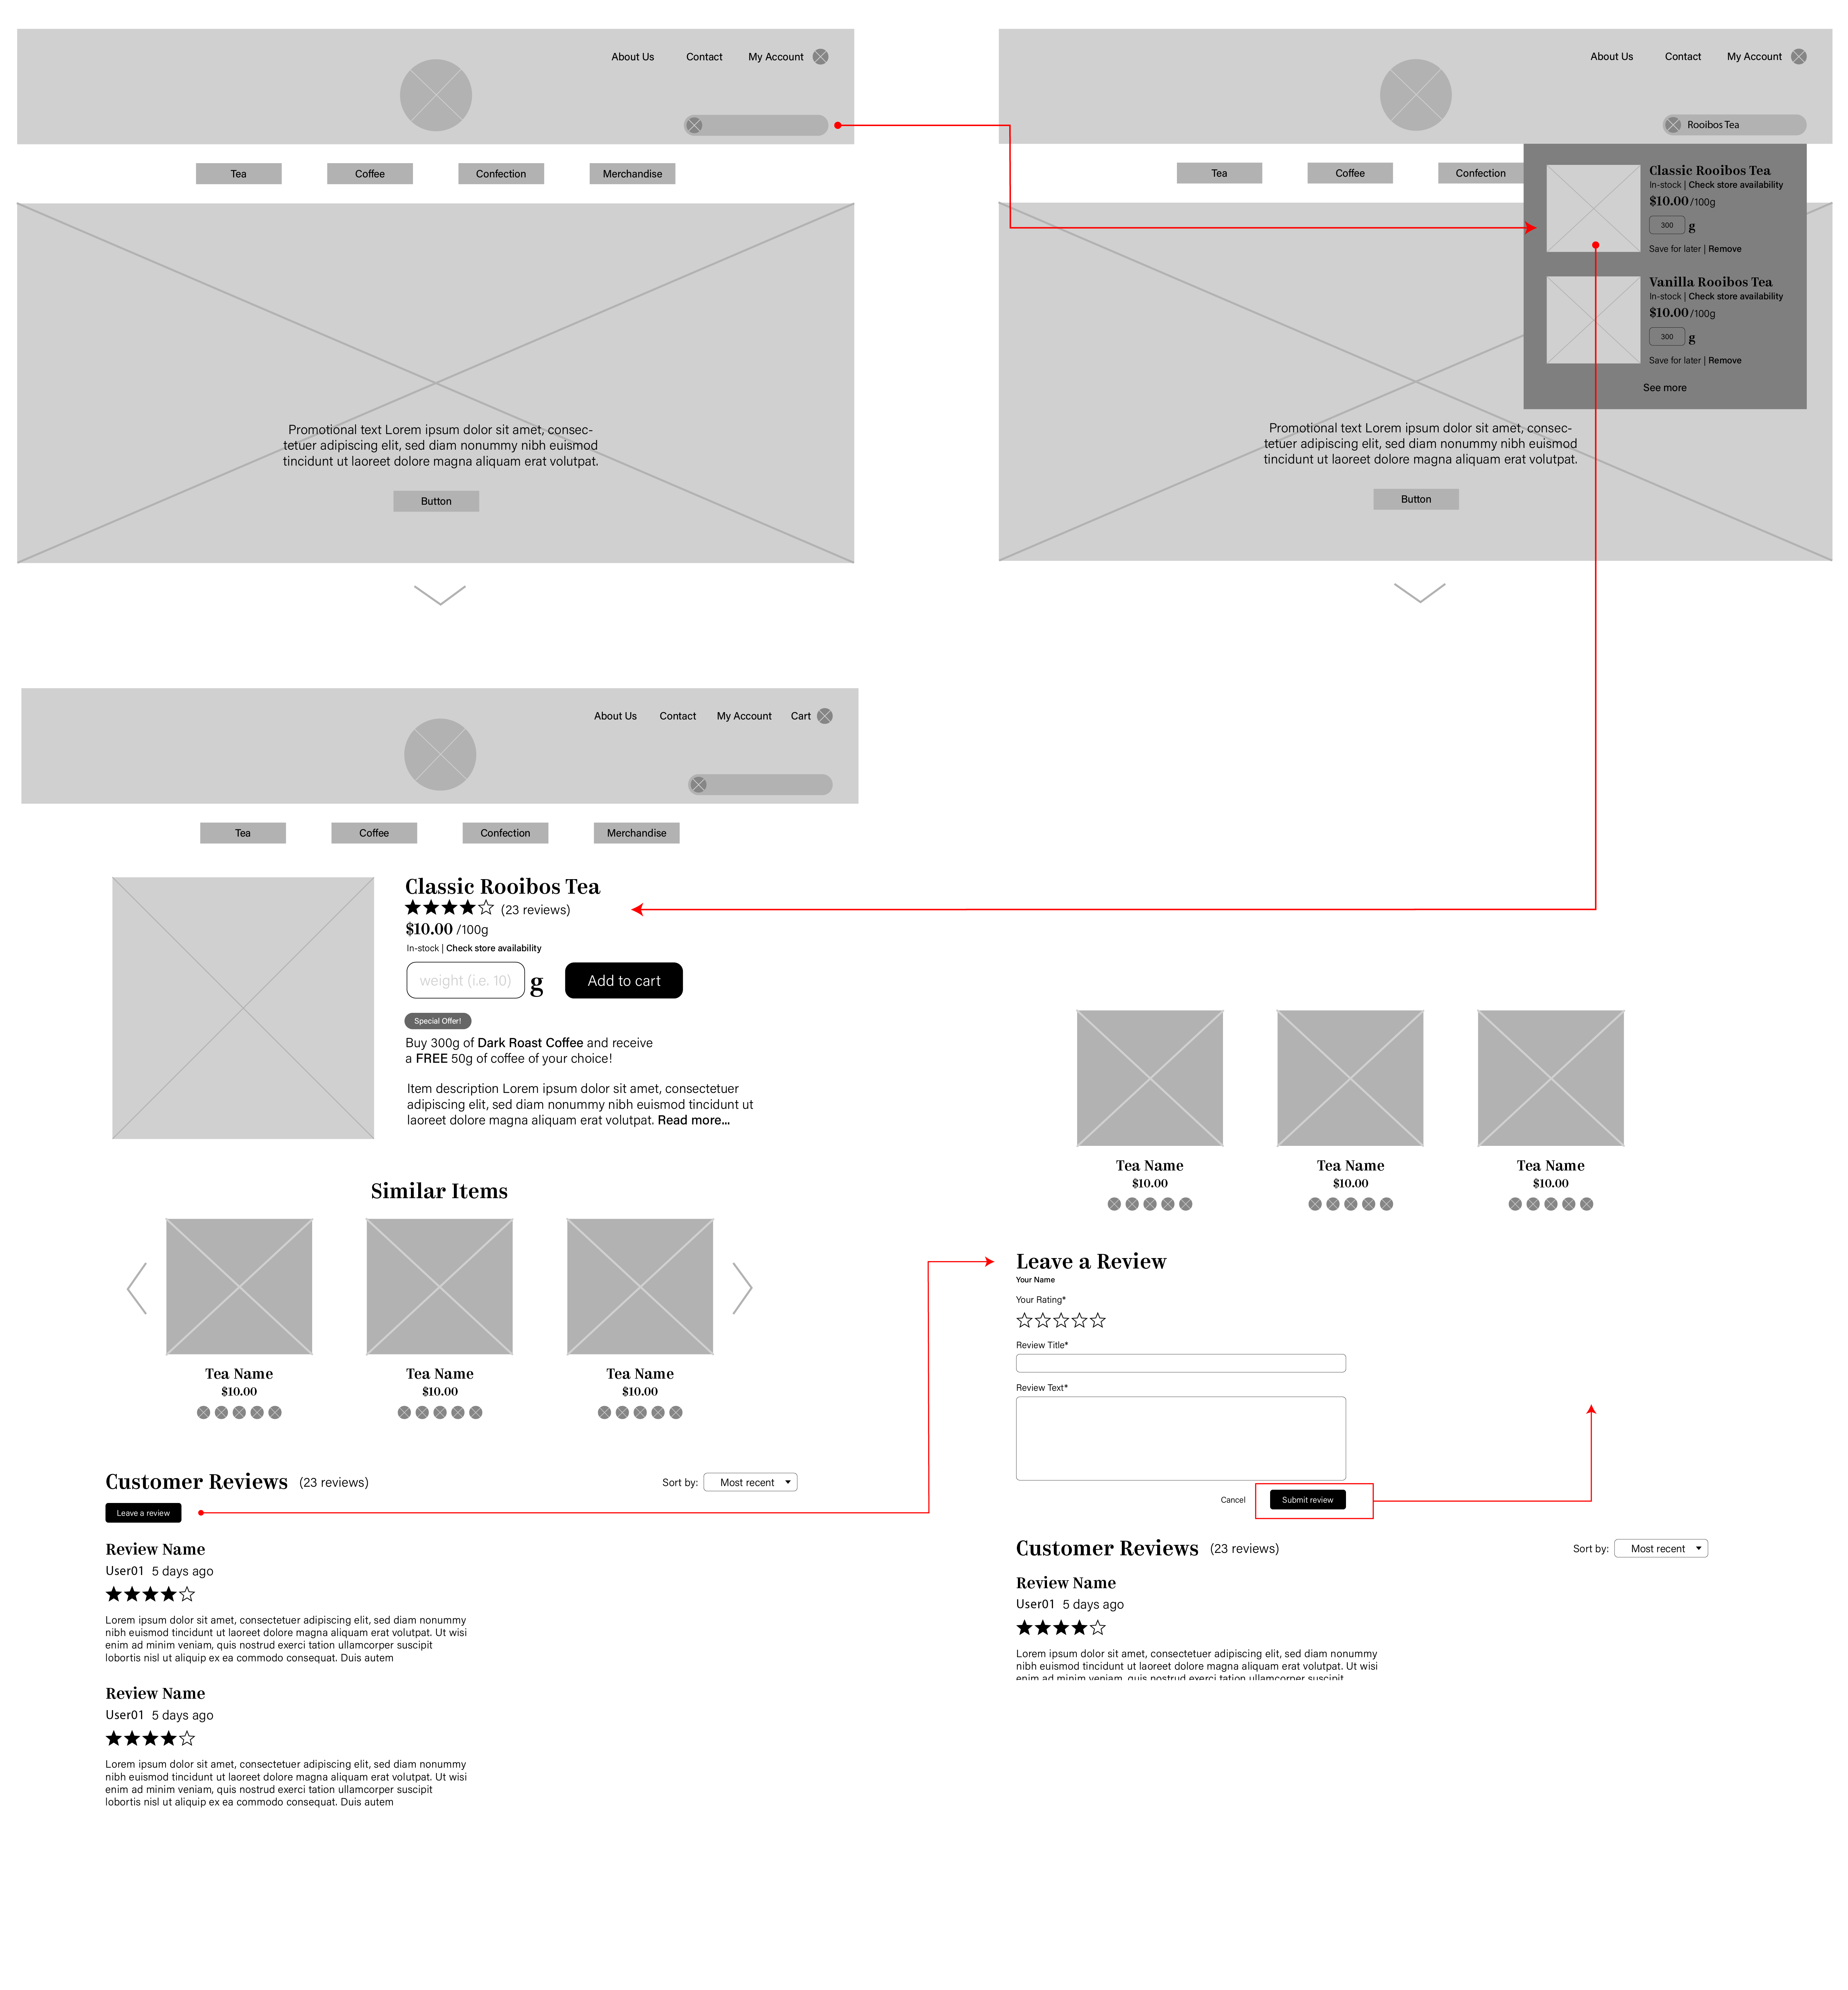 About Us
Contact
My Account
Tea
Coffee
Confection
Merchandise
Promotional text Lorem ipsum dolor sit amet, consec-
tetuer adipiscing elit, sed diam nonummy nibh euismod
tincidunt ut laoreet dolore magna aliquam erat volutpat.
Button
About Us
Contact
My Account
Rooibos Tea
Tea
Coffee
Confection
Classic Rooibos Tea
In-stock | Check store availability
$10.00 /100g
300 g
Save for later | Remove
Vanilla Rooibos Tea
In-stock | Check store availability
$10.00 /100g
300 g
Save for later | Remove
See more
Promotional text Lorem ipsum dolor sit amet, consec-
tetuer adipiscing elit, sed diam nonummy nibh euismod
tincidunt ut laoreet dolore magna aliquam erat volutpat.
Button
About Us
Contact
My Account
Cart
Tea
Coffee
Confection
Merchandise
Classic Rooibos Tea
(23 reviews)
$10.00 /100g
In-stock | Check store availability
weight (i.e. 10) g
Add to cart
Special Offer!
Buy 300g of Dark Roast Coffee and receive
a FREE 50g of coffee of your choice!
Item description Lorem ipsum dolor sit amet, consectetuer
adipiscing elit, sed diam nonummy nibh euismod tincidunt ut
laoreet dolore magna aliquam erat volutpat. Read more...
Similar Items
Tea Name
$10.00
Tea Name
$10.00
Tea Name
$10.00
Customer Reviews (23 reviews)
Sort by: Most recent
Leave a review
Review Name
User01 5 days ago
Lorem ipsum dolor sit amet, consectetuer adipiscing elit, sed diam nonummy
nibh euismod tincidunt ut laoreet dolore magna aliquam erat volutpat. Ut wisi
enim ad minim veniam, quis nostrud exerci tation ullamcorper suscipit
lobortis nisl ut aliquip ex ea commodo consequat. Duis autem
Review Name
User01 5 days ago
Lorem ipsum dolor sit amet, consectetuer adipiscing elit, sed diam nonummy
nibh euismod tincidunt ut laoreet dolore magna aliquam erat volutpat. Ut wisi
enim ad minim veniam, quis nostrud exerci tation ullamcorper suscipit
lobortis nisl ut aliquip ex ea commodo consequat. Duis autem
Tea Name
$10.00
Tea Name
$10.00
Tea Name
$10.00
Leave a Review
Your Name
Your Rating*
Review Title*
Review Text*
Cancel
Submit review
Customer Reviews (23 reviews)
Sort by: Most recent
Review Name
User01 5 days ago
Lorem ipsum dolor sit amet, consectetuer adipiscing elit, sed diam nonummy
nibh euismod tincidunt ut laoreet dolore magna aliquam erat volutpat. Ut wisi
enim ad minim veniam, quis nostrud exerci tation ullamcorper suscipit